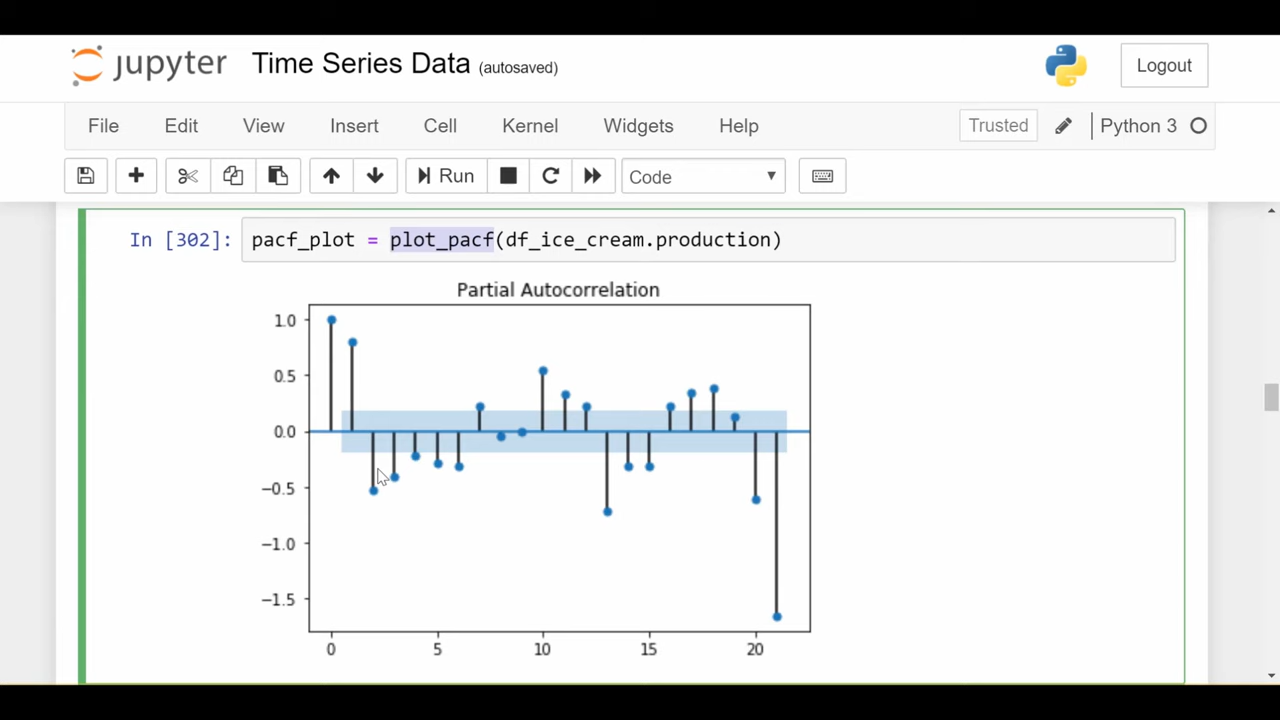 jupyter Time Series Data (autosaved) Logout
File Edit View Insert Cell Kernel Widgets Help Trusted Python 3
Run Code
In [302]: pacf_plot = plot_pacf(df_ice_cream.production)
Partial Autocorrelation
1.0
0.5
0.0
−0.5
−1.0
−1.5
0 5 10 15 20